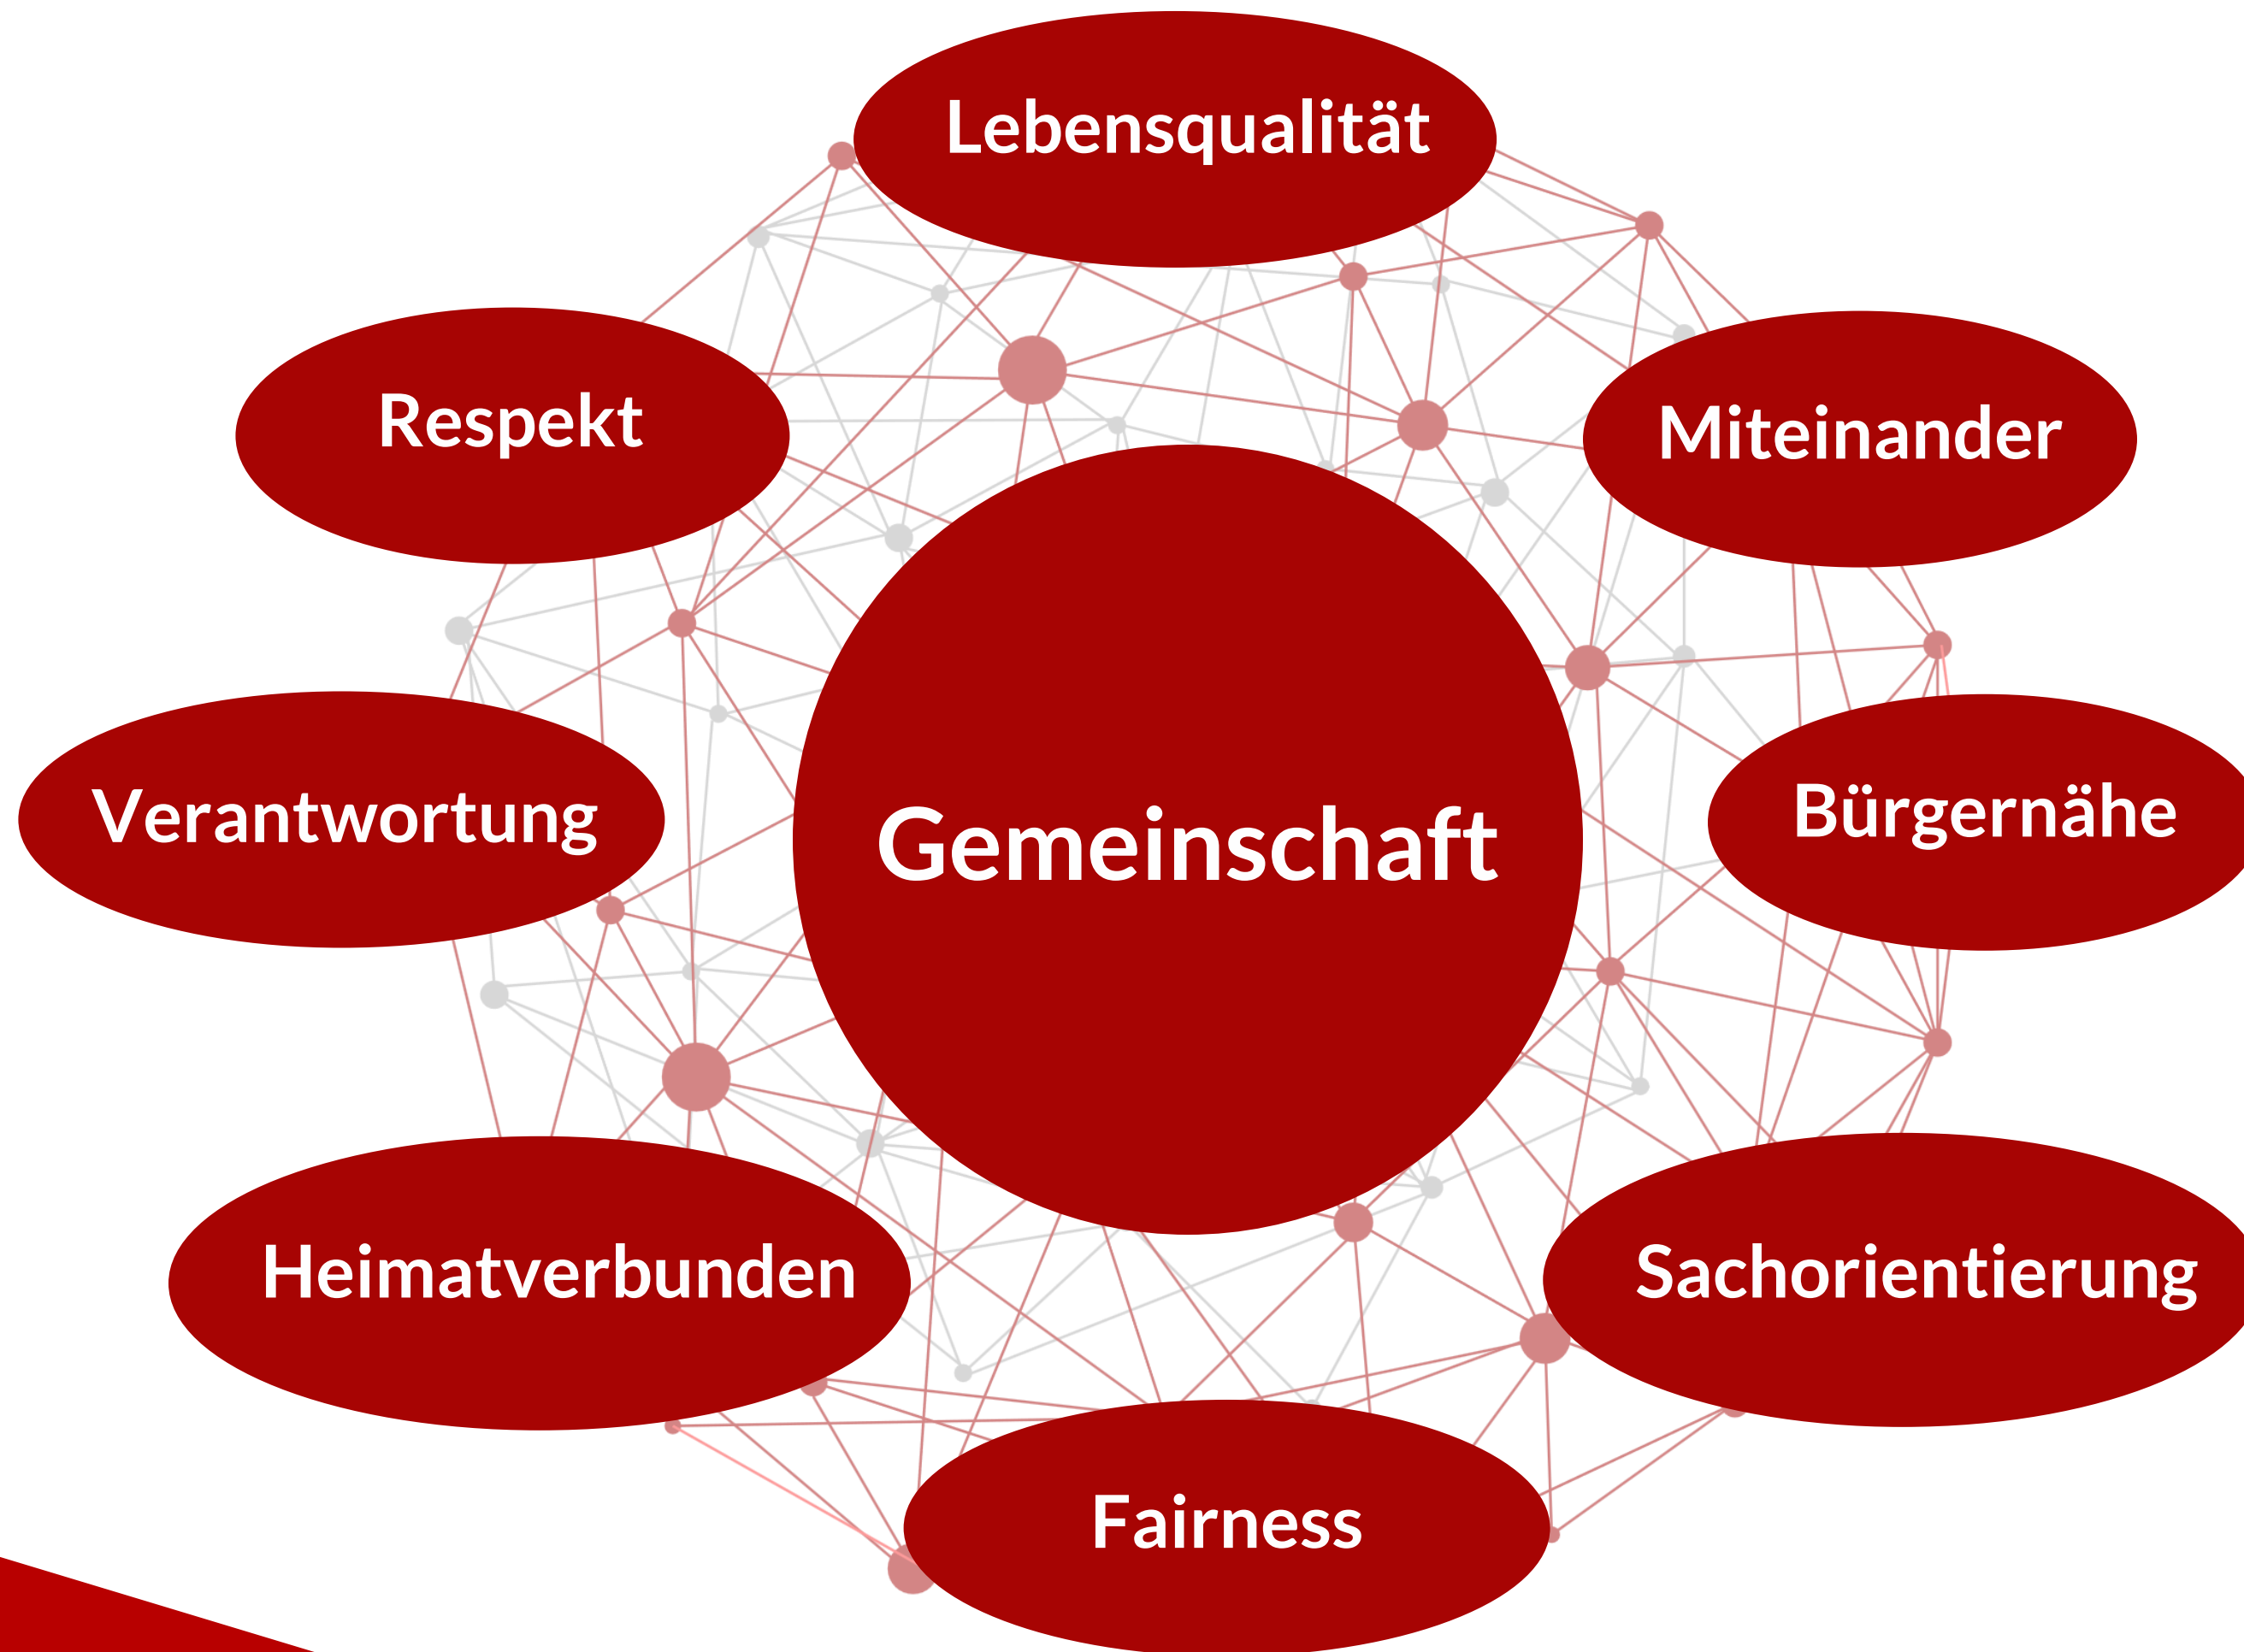 Lebensqualität
Respekt
Miteinander
Verantwortung
Gemeinschaft
Bürgernähe
Heimatverbunden
Sachorientierung
Fairness